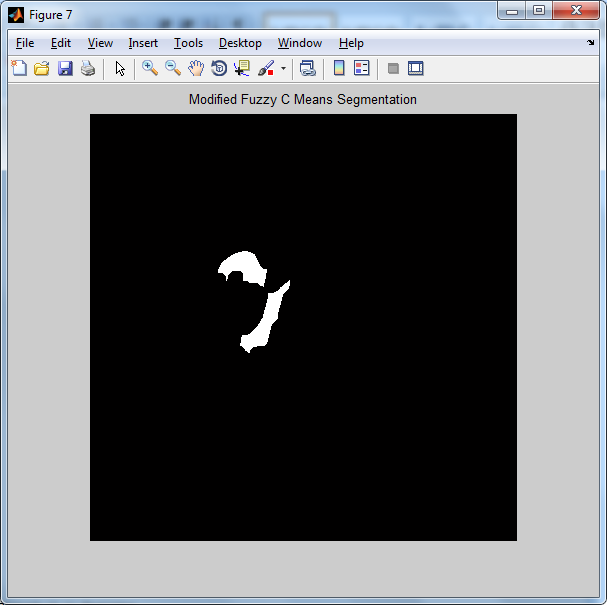 Figure 7
File Edit View Insert Tools Desktop Window Help
Modified Fuzzy C Means Segmentation